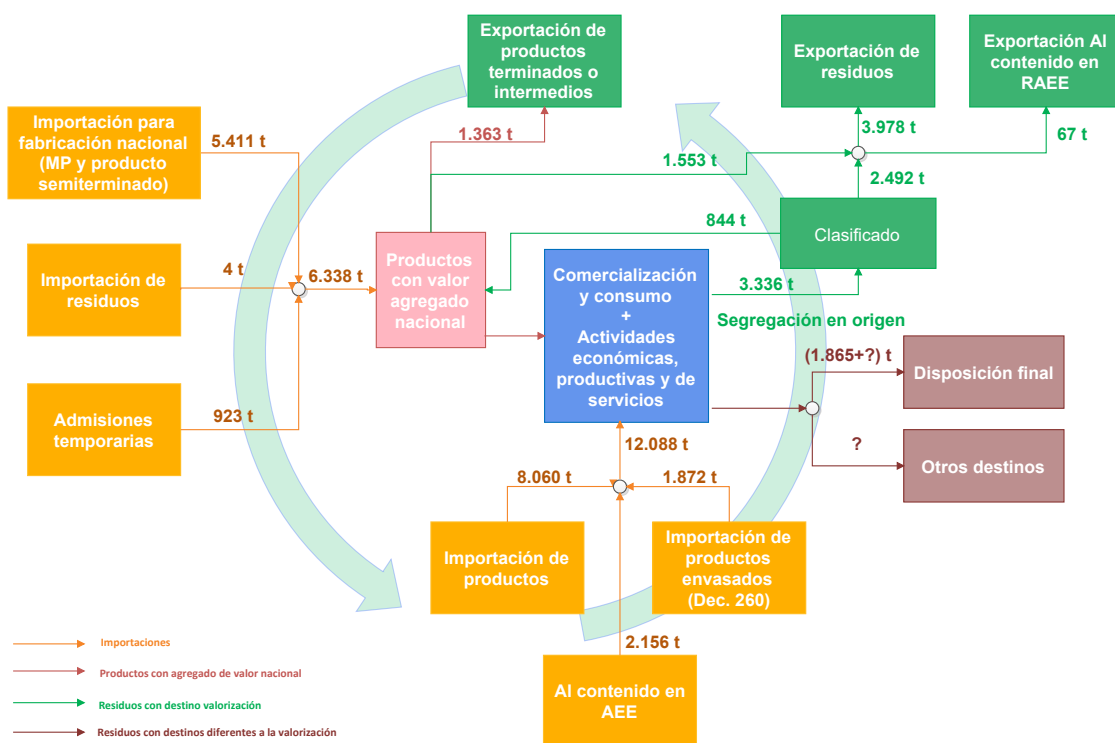 Exportación de
productos
terminados o
intermedios
Exportación de
residuos
Exportación Al
contenido en
RAEE
Importación para
fabricación nacional
(MP y producto
semiterminado)
5.411 t
1.363 t
3.978 t
67 t
1.553 t
2.492 t
844 t
Clasificado
Importación de
residuos
4 t
6.338 t
Productos
con valor
agregado
nacional
Comercialización
y consumo
+
Actividades
económicas,
productivas y de
servicios
3.336 t
Segregación en origen
(1.865+?) t
Disposición final
Admisiones
temporarias
923 t
?
Otros destinos
12.088 t
8.060 t
1.872 t
Importación de
productos
Importación de
productos
envasados
(Dec. 260)
2.156 t
Al contenido en
AEE
Importaciones
Productos con agregado de valor nacional
Residuos con destino valorización
Residuos con destinos diferentes a la valorización